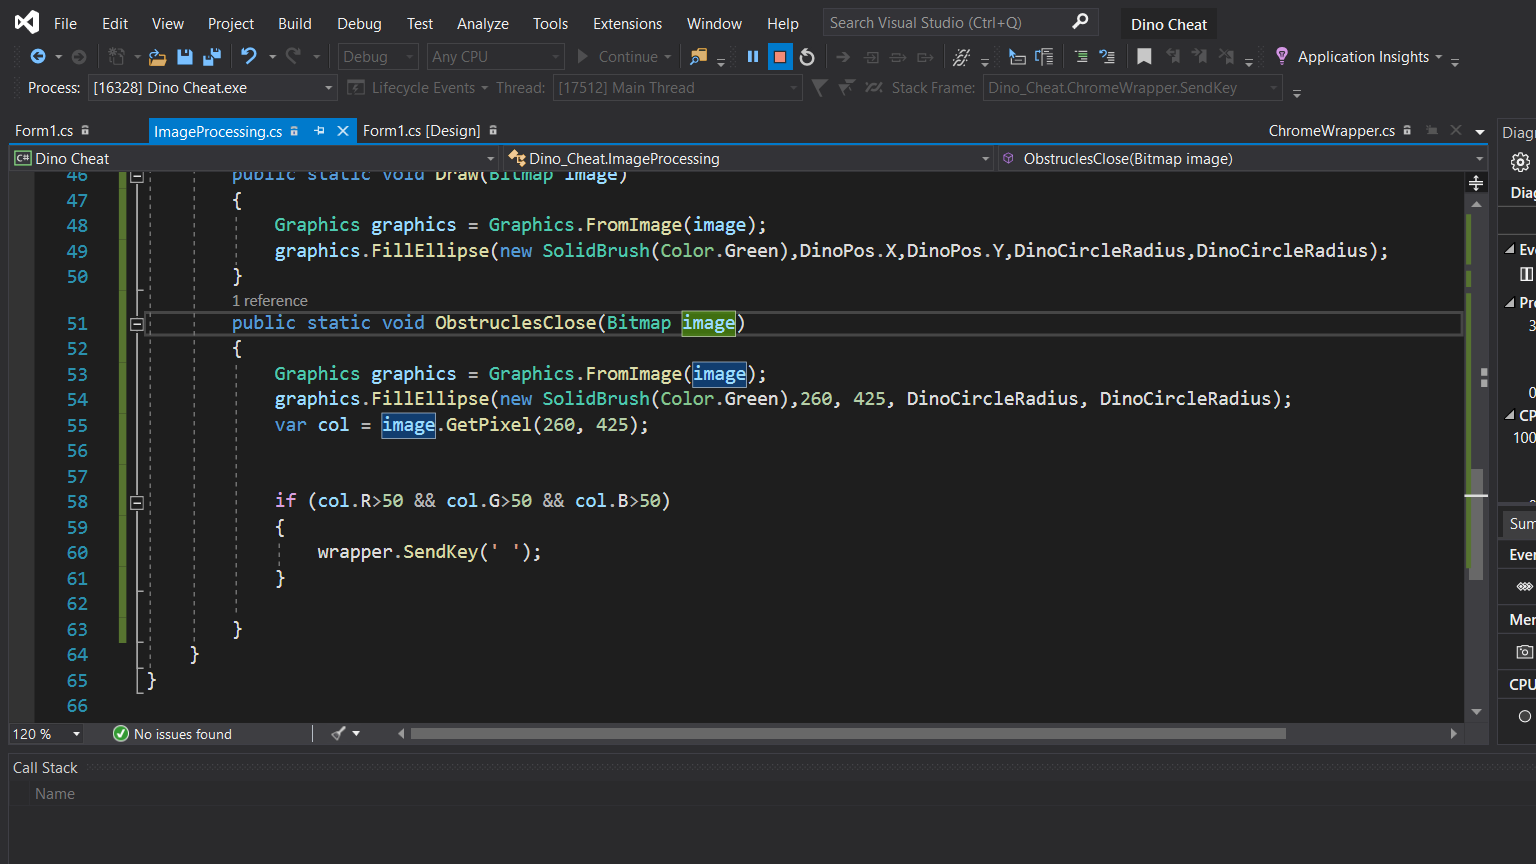 File Edit View Project Build Debug Test Analyze Tools Extensions Window Help Search Visual Studio (Ctrl+Q) Dino Cheat
Debug Any CPU Continue Application Insights
Process: [16328] Dino Cheat.exe Lifecycle Events Thread: [17512] Main Thread Stack Frame: Dino_Cheat.ChromeWrapper.SendKey
Form1.cs ImageProcessing.cs Form1.cs [Design] ChromeWrapper.cs
C# Dino Cheat Dino_Cheat.ImageProcessing ObstruclesClose(Bitmap image)
46 public static void Draw(Bitmap image)
47 {
48 Graphics graphics = Graphics.FromImage(image);
49 graphics.FillEllipse(new SolidBrush(Color.Green),DinoPos.X,DinoPos.Y,DinoCircleRadius,DinoCircleRadius);
50 }
1 reference
51 public static void ObstruclesClose(Bitmap image)
52 {
53 Graphics graphics = Graphics.FromImage(image);
54 graphics.FillEllipse(new SolidBrush(Color.Green),260, 425, DinoCircleRadius, DinoCircleRadius);
55 var col = image.GetPixel(260, 425);
56
57
58 if (col.R>50 && col.G>50 && col.B>50)
59 {
60 wrapper.SendKey(' ');
61 }
62
63 }
64 }
65 }
66
120 % No issues found
Call Stack
Name
Diag
Diag
Eve
Pro
3
0
CP
100
0
Sum
Ever
Mer
CPU